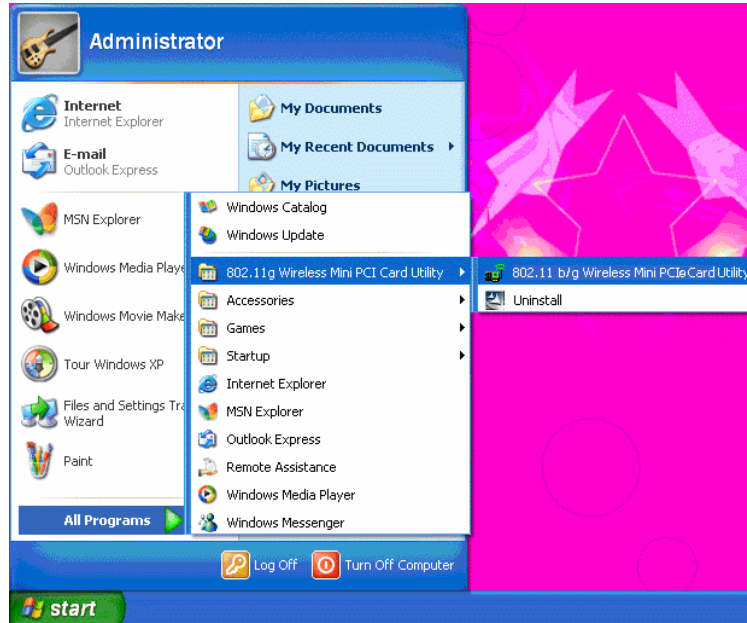 Administrator
Internet
Internet Explorer
E-mail
Outlook Express
MSN Explorer
Windows Media Playe
Windows Movie Make
Tour Windows XP
Files and Settings Tra
Wizard
Paint
All Programs
My Documents
My Recent Documents
My Pictures
Windows Catalog
Windows Update
802.11g Wireless Mini PCI Card Utility
Accessories
Games
Startup
Internet Explorer
MSN Explorer
Outlook Express
Remote Assistance
Windows Media Player
Windows Messenger
802.11 b/g Wireless Mini PCIe Card Utility
Uninstall
Log Off
Turn Off Computer
start